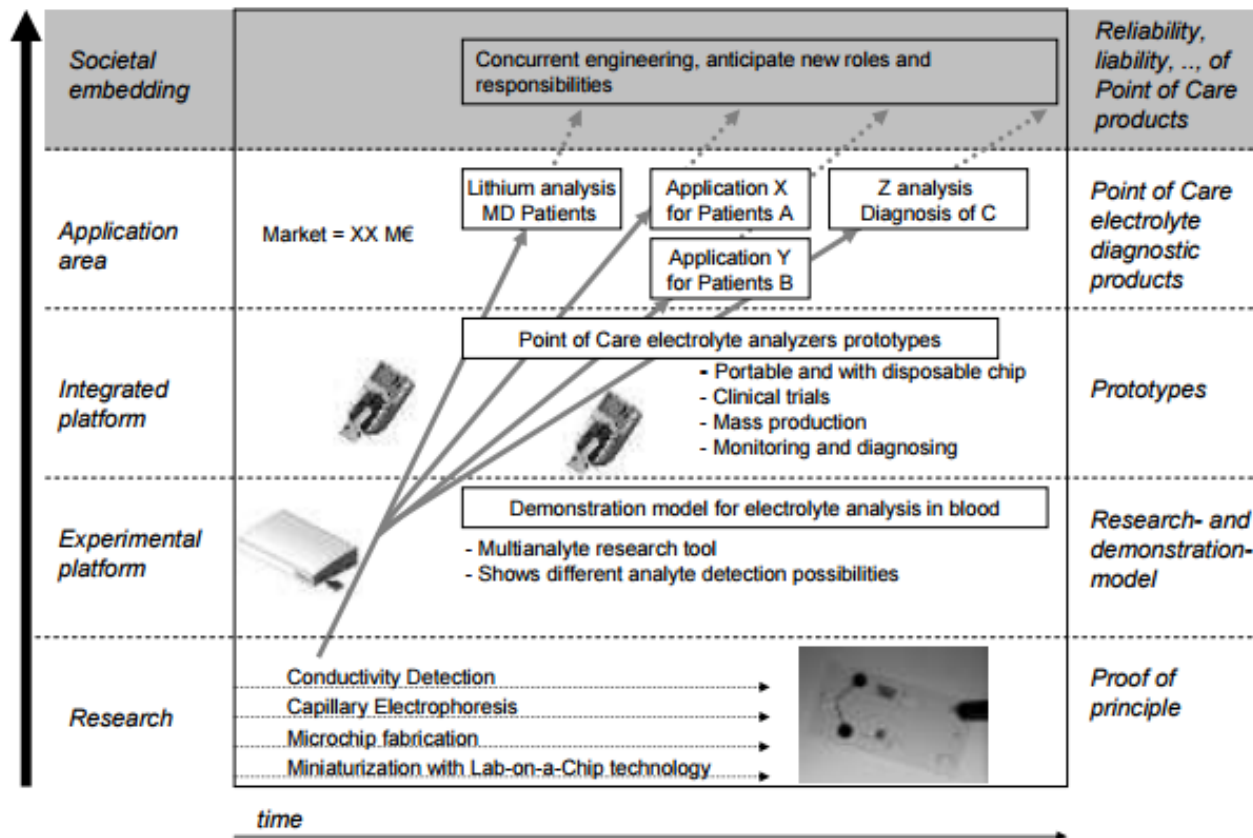 Societal
embedding
Concurrent engineering, anticipate new roles and
responsibilities
Reliability,
liability, .., of
Point of Care
products
Application
area
Market = XX M€
Lithium analysis
MD Patients
Application X
for Patients A
Application Y
for Patients B
Z analysis
Diagnosis of C
Point of Care
electrolyte
diagnostic
products
Integrated
platform
Point of Care electrolyte analyzers prototypes
- Portable and with disposable chip
- Clinical trials
- Mass production
- Monitoring and diagnosing
Prototypes
Experimental
platform
Demonstration model for electrolyte analysis in blood
- Multianalyte research tool
- Shows different analyte detection possibilities
Research- and
demonstration-
model
Research
Conductivity Detection
Capillary Electrophoresis
Microchip fabrication
Miniaturization with Lab-on-a-Chip technology
Proof of
principle
time